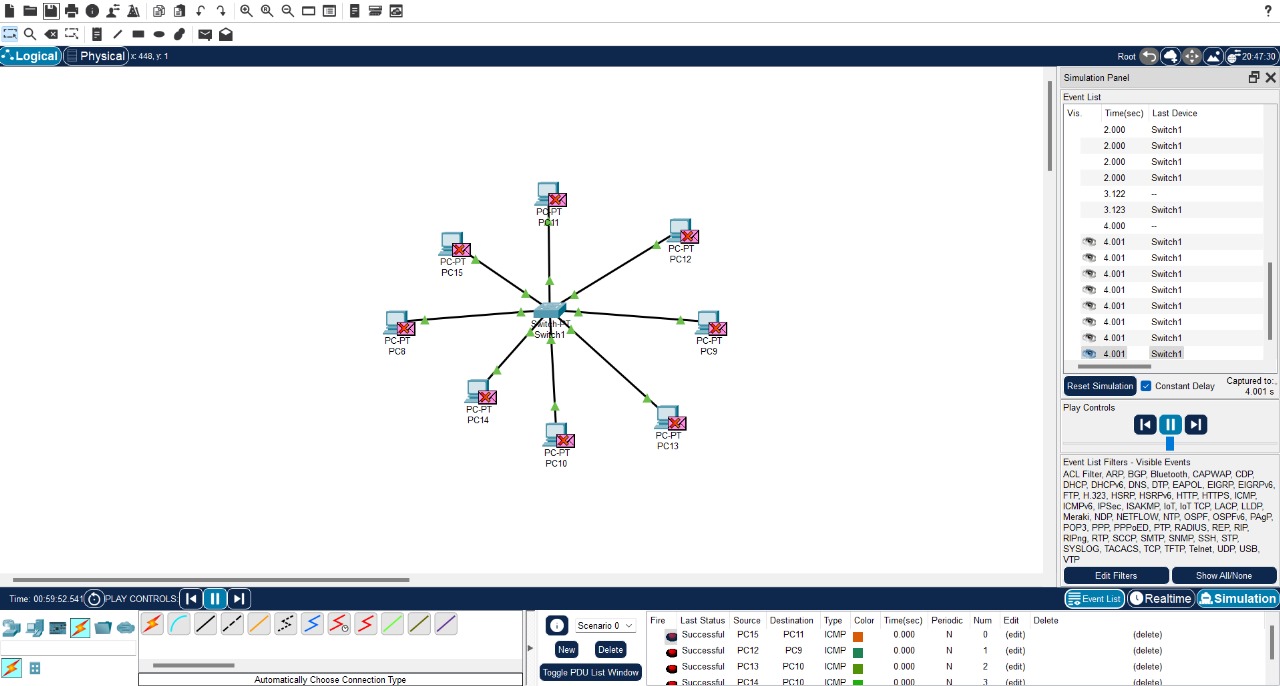 ?
Logical
Physical
x: 448, y: 1
Root
20:47:30
Simulation Panel
Event List
Vis. Time(sec) Last Device
2.000 Switch1
2.000 Switch1
2.000 Switch1
2.000 Switch1
3.122 --
3.123 Switch1
4.000 --
4.001 Switch1
4.001 Switch1
4.001 Switch1
4.001 Switch1
4.001 Switch1
4.001 Switch1
4.001 Switch1
4.001 Switch1
Reset Simulation
Constant Delay
Captured to:
4.001 s
Play Controls
Event List Filters - Visible Events
ACL Filter, ARP, BGP, Bluetooth, CAPWAP, CDP,
DHCP, DHCPv6, DNS, DTP, EAPOL, EIGRP, EIGRPv6,
FTP, H.323, HSRP, HSRPv6, HTTP, HTTPS, ICMP,
ICMPv6, IPSec, ISAKMP, IoT, IoT TCP, LACP, LLDP,
Meraki, NDP, NETFLOW, NTP, OSPF, OSPFv6, PAgP,
POP3, PPP, PPPoED, PTP, RADIUS, REP, RIP,
RIPng, RTP, SCCP, SMTP, SNMP, SSH, STP,
SYSLOG, TACACS, TCP, TFTP, Telnet, UDP, USB,
VTP
Edit Filters
Show All/None
PC-PT
PC11
PC-PT
PC12
PC-PT
PC15
PC-PT
PC8
Switch-PT
Switch1
PC-PT
PC9
PC-PT
PC14
PC-PT
PC13
PC-PT
PC10
Time: 00:59:52.541
PLAY CONTROLS:
Event List
Realtime
Simulation
Automatically Choose Connection Type
Scenario 0
New
Delete
Toggle PDU List Window
Fire Last Status Source Destination Type Color Time(sec) Periodic Num Edit Delete
Successful PC15 PC11 ICMP 0.000 N 0 (edit) (delete)
Successful PC12 PC9 ICMP 0.000 N 1 (edit) (delete)
Successful PC13 PC10 ICMP 0.000 N 2 (edit) (delete)
Successful PC14 PC10 ICMP 0.000 N 3 (edit) (delete)